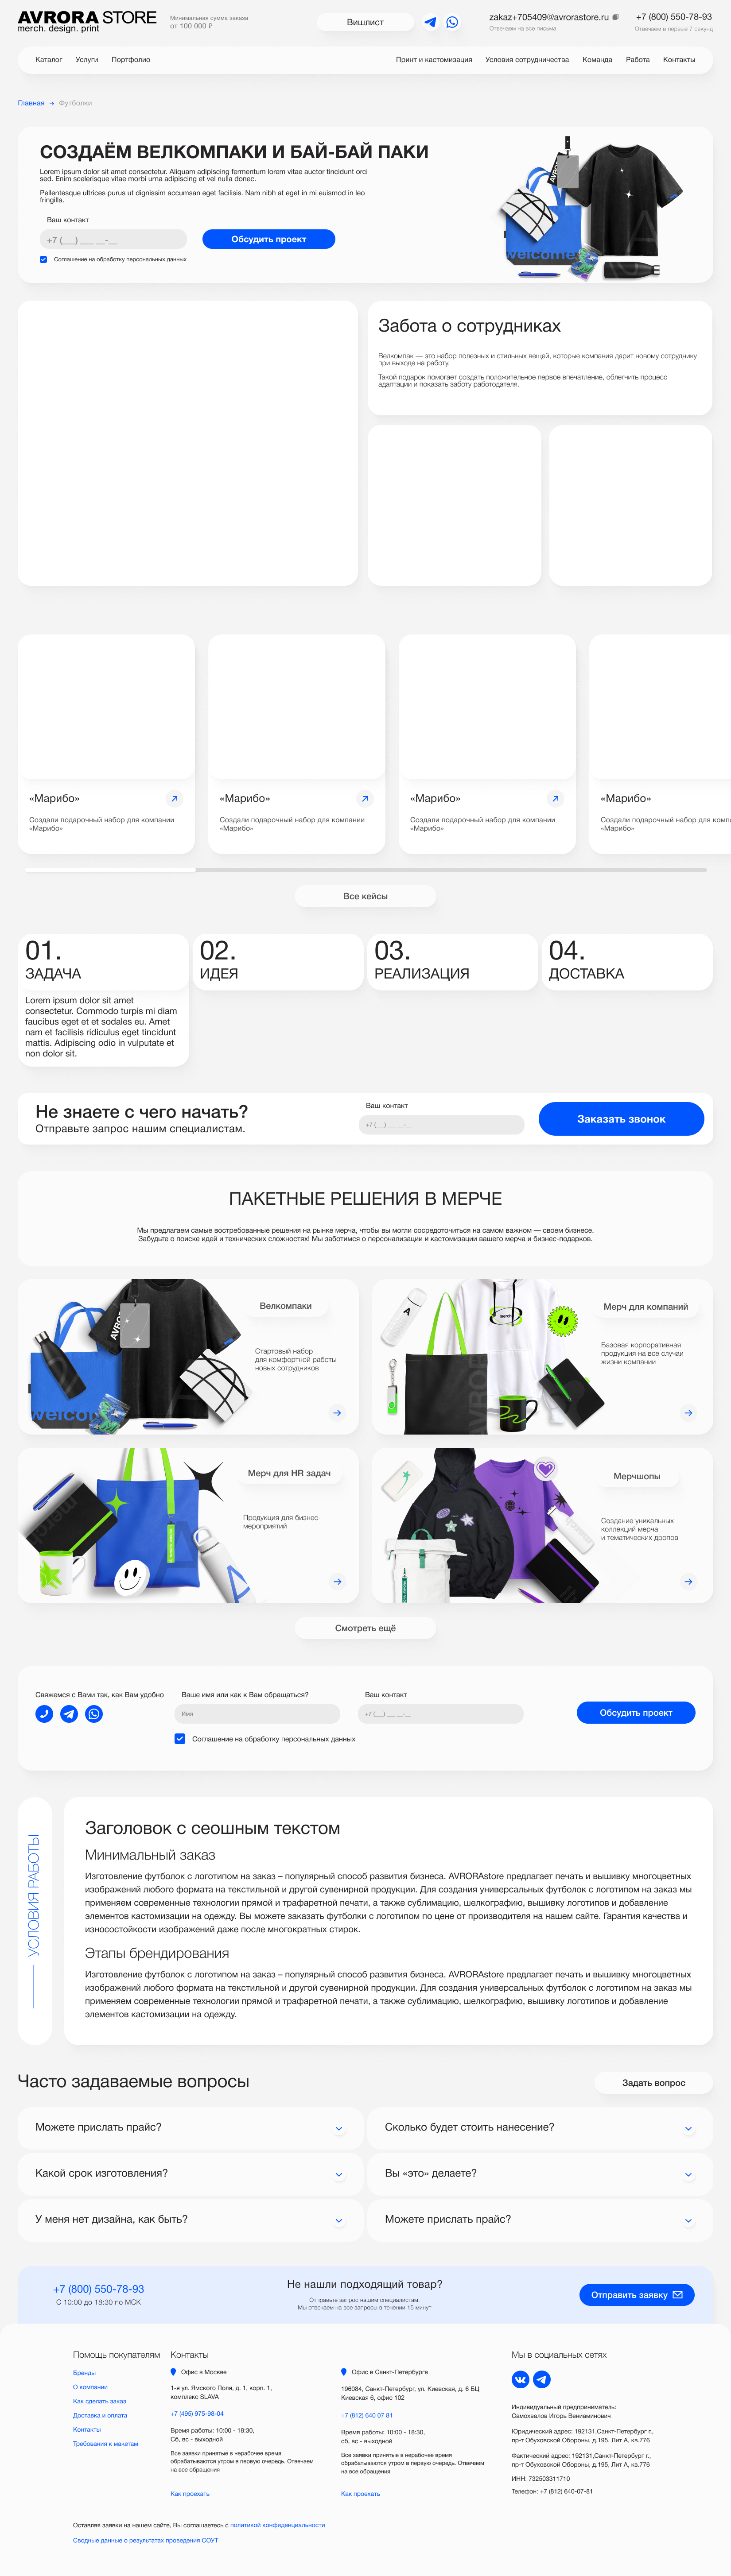 AVRORA STORE
merch. design. print
Минимальная сумма заказа
от 100 000 ₽
Вишлист
zakaz+705409@avrorastore.ru
Отвечаем на все письма
+7 (800) 550-78-93
Отвечаем в первые 7 секунд
Каталог Услуги Портфолио Принт и кастомизация Условия сотрудничества Команда Работа Контакты
Главная → Футболки
СОЗДАЁМ ВЕЛКОМПАКИ И БАЙ-БАЙ ПАКИ
Lorem ipsum dolor sit amet consectetur. Aliquam adipiscing fermentum lorem vitae auctor tincidunt orci
sed. Enim scelerisque vitae morbi urna adipiscing et vel nulla donec.
Pellentesque ultrices purus ut dignissim accumsan eget facilisis. Nam nibh at eget in mi euismod in leo
fringilla.
Ваш контакт
+7 (___) ___ __-__
Обсудить проект
Соглашение на обработку персональных данных
welcome
Забота о сотрудниках
Велкомпак — это набор полезных и стильных вещей, которые компания дарит новому сотруднику
при выходе на работу.
Такой подарок помогает создать положительное первое впечатление, облегчить процесс
адаптации и показать заботу работодателя.
«Марибо»
Создали подарочный набор для компании
«Марибо»
«Марибо»
Создали подарочный набор для компании
«Марибо»
«Марибо»
Создали подарочный набор для компании
«Марибо»
«Марибо»
Создали подарочный набор для комп
«Марибо»
Все кейсы
01.
ЗАДАЧА
Lorem ipsum dolor sit amet
consectetur. Commodo turpis mi diam
faucibus eget et et sodales eu. Amet
nam et facilisis ridiculus eget tincidunt
mattis. Adipiscing odio in vulputate et
non dolor sit.
02.
ИДЕЯ
03.
РЕАЛИЗАЦИЯ
04.
ДОСТАВКА
Не знаете с чего начать?
Отправьте запрос нашим специалистам.
Ваш контакт
+7 (___) ___ __-__
Заказать звонок
ПАКЕТНЫЕ РЕШЕНИЯ В МЕРЧЕ
Мы предлагаем самые востребованные решения на рынке мерча, чтобы вы могли сосредоточиться на самом важном — своем бизнесе.
Забудьте о поиске идей и технических сложностях! Мы заботимся о персонализации и кастомизации вашего мерча и бизнес-подарков.
Велкомпаки
Стартовый набор
для комфортной работы
новых сотрудников
Мерч для компаний
Базовая корпоративная
продукция на все случаи
жизни компании
Мерч для HR задач
Продукция для бизнес-
мероприятий
Мерчшопы
Создание уникальных
коллекций мерча
и тематических дропов
Смотреть ещё
Свяжемся с Вами так, как Вам удобно
Ваше имя или как к Вам обращаться?
Имя
Ваш контакт
+7 (___) ___ __-__
Обсудить проект
Соглашение на обработку персональных данных
УСЛОВИЯ РАБОТЫ
Заголовок с сеошным текстом
Минимальный заказ
Изготовление футболок с логотипом на заказ – популярный способ развития бизнеса. AVRORAstore предлагает печать и вышивку многоцветных
изображений любого формата на текстильной и другой сувенирной продукции. Для создания универсальных футболок с логотипом на заказ мы
применяем современные технологии прямой и трафаретной печати, а также сублимацию, шелкографию, вышивку логотипов и добавление
элементов кастомизации на одежду. Вы можете заказать футболки с логотипом по цене от производителя на нашем сайте. Гарантия качества и
износостойкости изображений даже после многократных стирок.
Этапы брендирования
Изготовление футболок с логотипом на заказ – популярный способ развития бизнеса. AVRORAstore предлагает печать и вышивку многоцветных
изображений любого формата на текстильной и другой сувенирной продукции. Для создания универсальных футболок с логотипом на заказ мы
применяем современные технологии прямой и трафаретной печати, а также сублимацию, шелкографию, вышивку логотипов и добавление
элементов кастомизации на одежду.
Часто задаваемые вопросы
Задать вопрос
Можете прислать прайс?
Сколько будет стоить нанесение?
Какой срок изготовления?
Вы «это» делаете?
У меня нет дизайна, как быть?
Можете прислать прайс?
+7 (800) 550-78-93
С 10:00 до 18:30 по МСК
Не нашли подходящий товар?
Отправьте запрос нашим специалистам.
Мы отвечаем на все запросы в течении 15 минут
Отправить заявку
Помощь покупателям
Бренды
О компании
Как сделать заказ
Доставка и оплата
Контакты
Требования к макетам
Контакты
Офис в Москве
1-я ул. Ямского Поля, д. 1, корп. 1,
комплекс SLAVA
+7 (495) 975-98-04
Время работы: 10:00 - 18:30,
Сб, вс - выходной
Все заявки принятые в нерабочее время
обрабатываются утром в первую очередь. Отвечаем
на все обращения
Как проехать
Офис в Санкт-Петербурге
196084, Санкт-Петербург, ул. Киевская, д. 6 БЦ
Киевская 6, офис 102
+7 (812) 640 07 81
Время работы: 10:00 - 18:30,
сб, вс - выходной
Все заявки принятые в нерабочее время
обрабатываются утром в первую очередь. Отвечаем
на все обращения
Как проехать
Мы в социальных сетях
Индивидуальный предприниматель:
Самохвалов Игорь Вениаминович
Юридический адрес: 192131,Санкт-Петербург г.,
пр-т Обуховской Обороны, д.195, Лит А, кв.776
Фактический адрес: 192131,Санкт-Петербург г.,
пр-т Обуховской Обороны, д.195, Лит А, кв.776
ИНН: 732503311710
Телефон: +7 (812) 640-07-81
Оставляя заявки на нашем сайте, Вы соглашаетесь с политикой конфиденциальности
Сводные данные о результатах проведения СОУТ